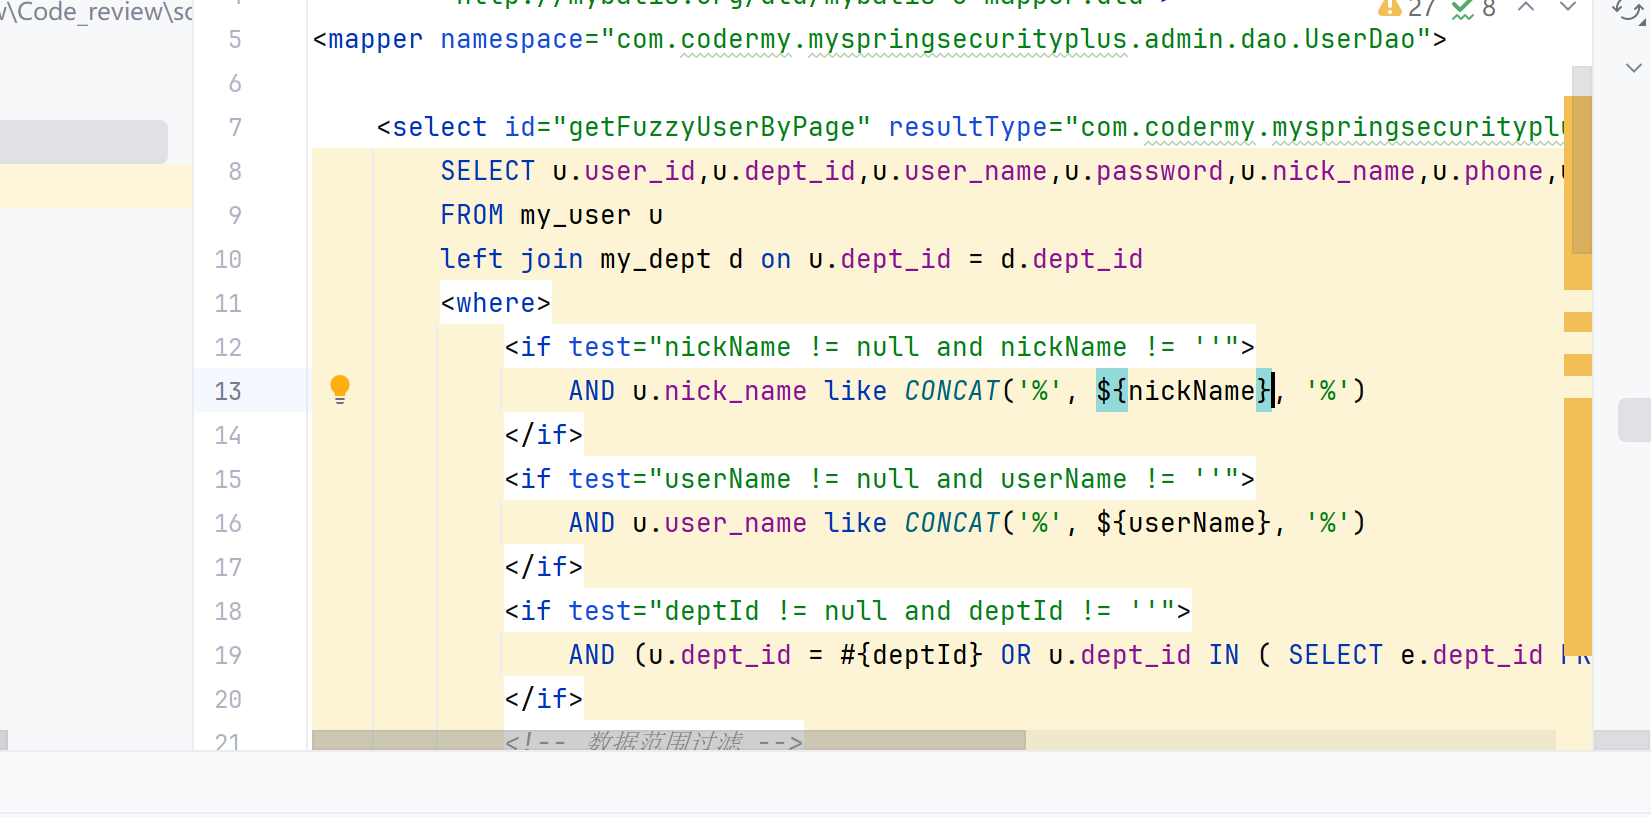 \Code_review\sc
27 8
5 <mapper namespace="com.codermy.myspringsecurityplus.admin.dao.UserDao">
6
7 <select id="getFuzzyUserByPage" resultType="com.codermy.myspringsecurityplu
8 SELECT u.user_id,u.dept_id,u.user_name,u.password,u.nick_name,u.phone,u
9 FROM my_user u
10 left join my_dept d on u.dept_id = d.dept_id
11 <where>
12 <if test="nickName != null and nickName != ''">
13 AND u.nick_name like CONCAT('%', ${nickName}, '%')
14 </if>
15 <if test="userName != null and userName != ''">
16 AND u.user_name like CONCAT('%', ${userName}, '%')
17 </if>
18 <if test="deptId != null and deptId != ''">
19 AND (u.dept_id = #{deptId} OR u.dept_id IN ( SELECT e.dept_id FR
20 </if>
21 <!-- 数据范围过滤 -->